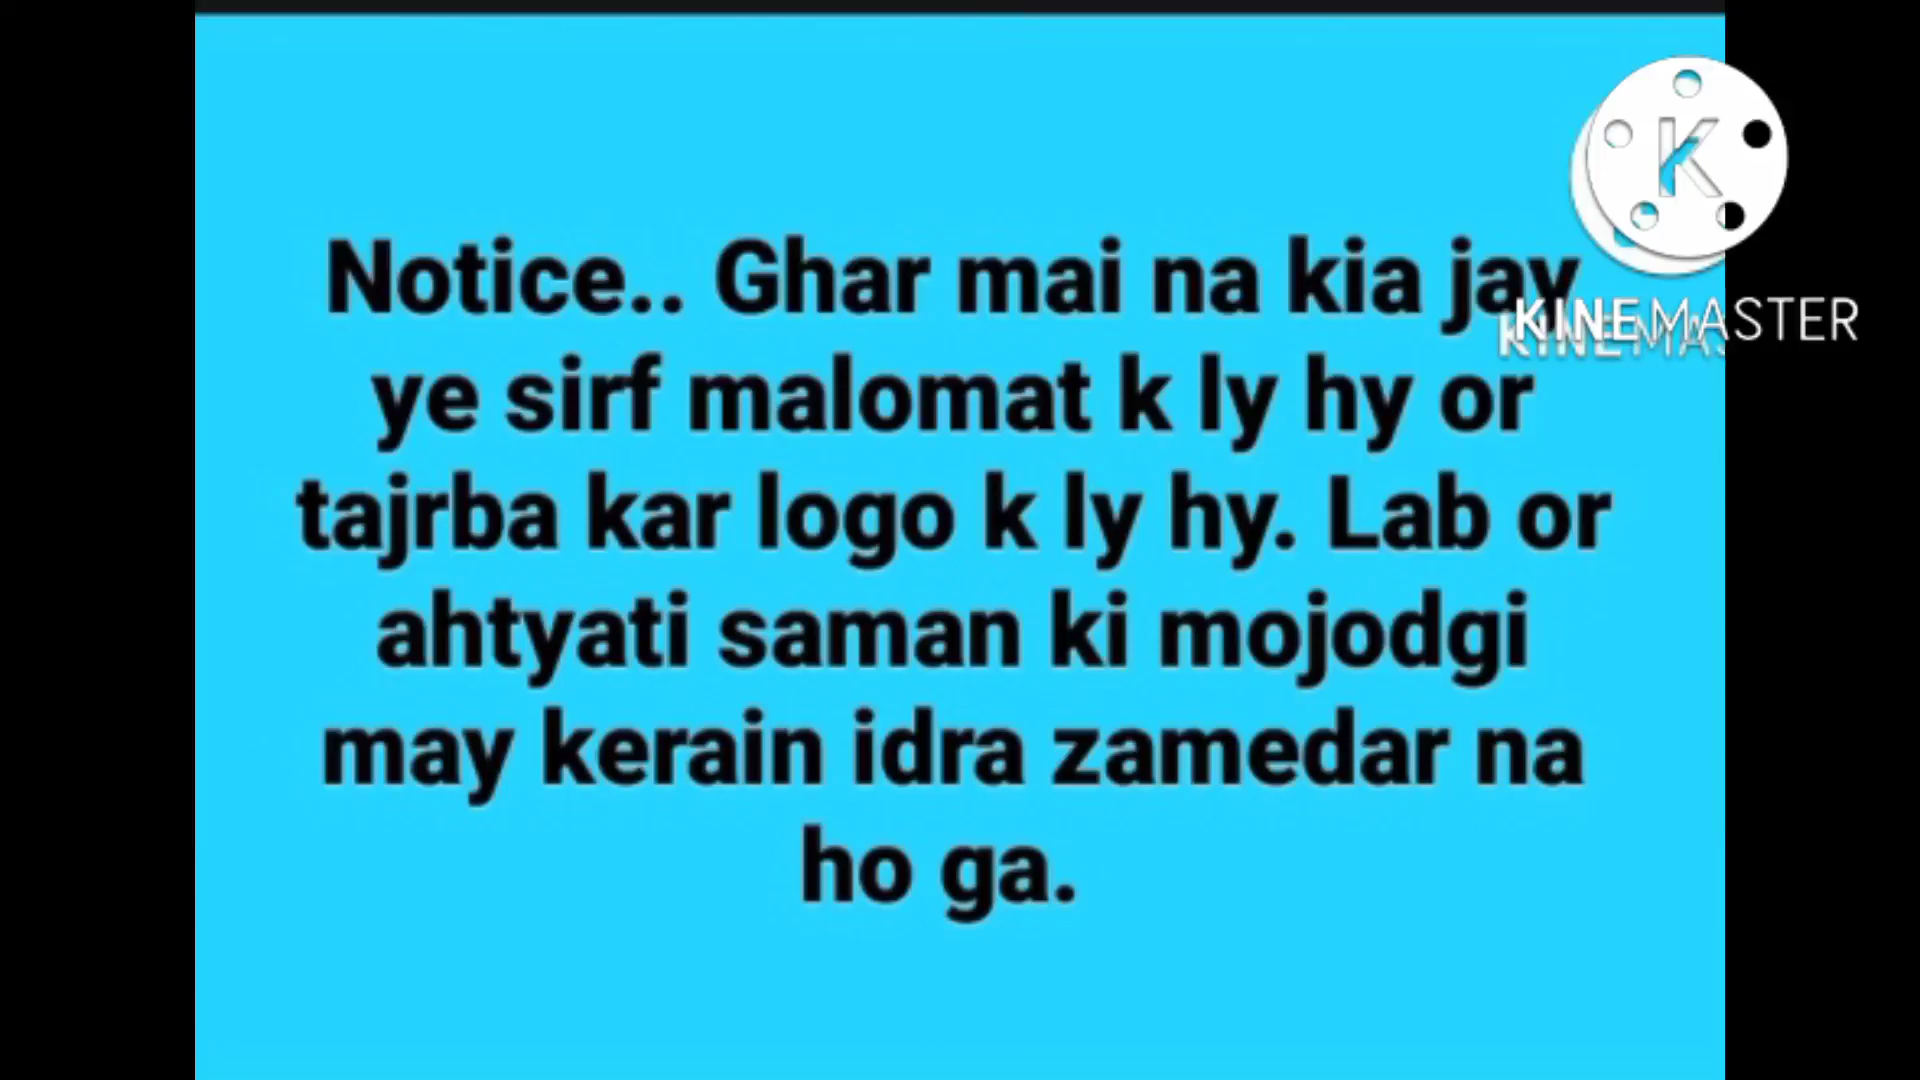 Notice.. Ghar mai na kia jay
ye sirf malomat k ly hy or
tajrba kar logo k ly hy. Lab or
ahtyati saman ki mojodgi
may kerain idra zamedar na
ho ga.
K
KINEMASTER
KINEMAS